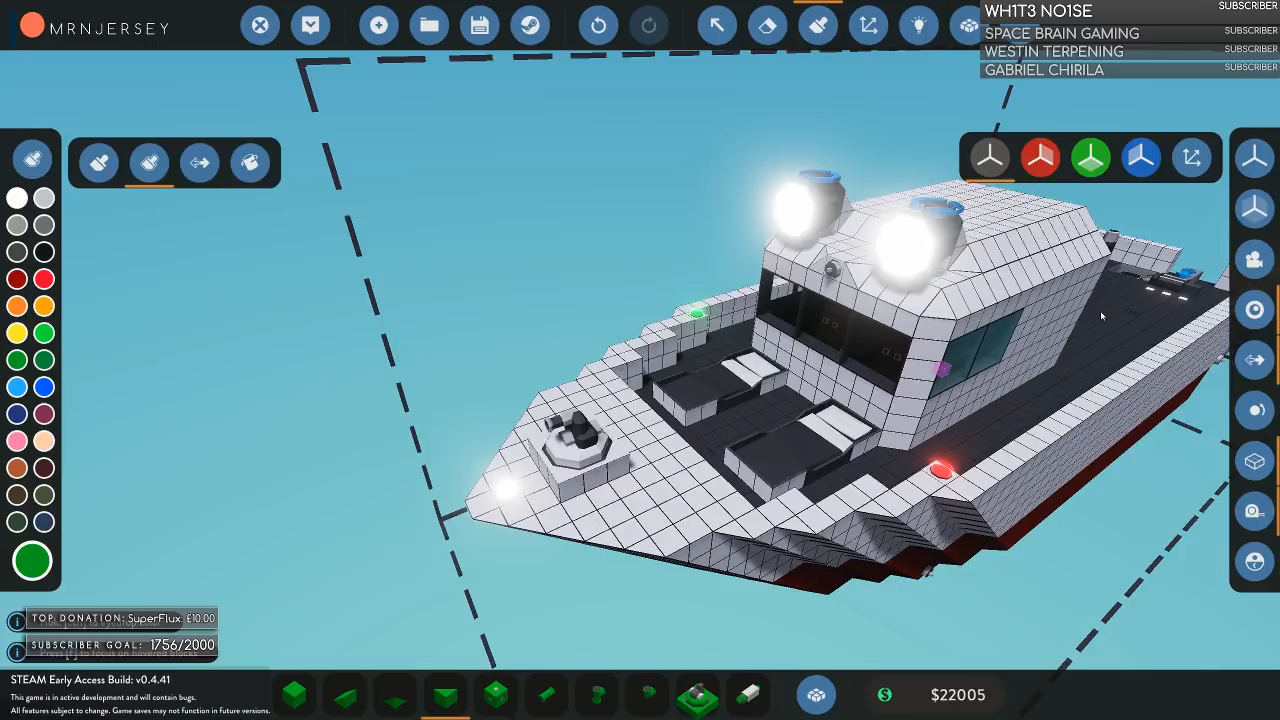 MRNJERSEY
WH1T3 NO1SE SUBSCRIBER
SPACE BRAIN GAMING SUBSCRIBER
WESTIN TERPENING SUBSCRIBER
GABRIEL CHIRILA SUBSCRIBER
TOP DONATION: SuperFlux: £10.00
SUBSCRIBER GOAL: 1756/2000
STEAM Early Access Build: v0.4.41
This game is in active development and will contain bugs.
All features subject to change. Game saves may not function in future versions.
$ $22005